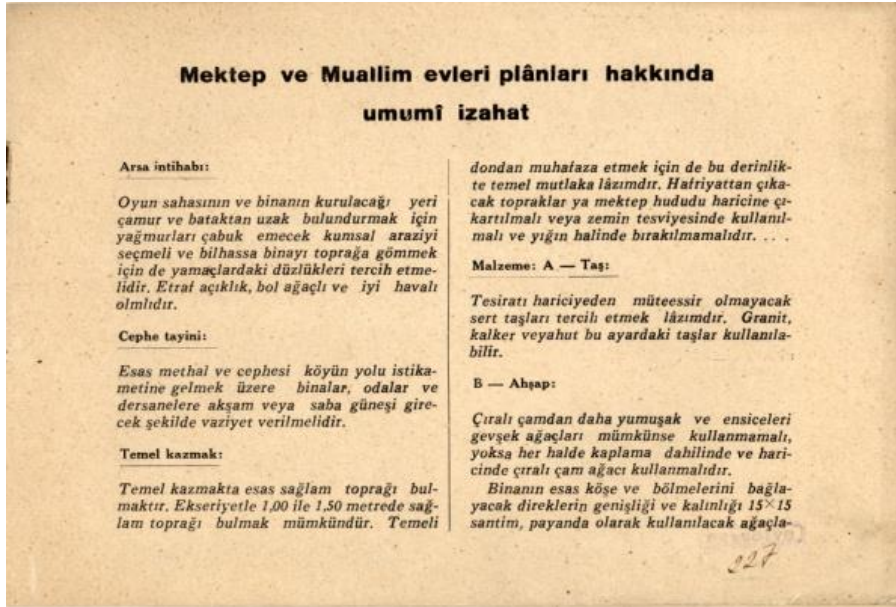 Mektep ve Muallim evleri plânları hakkında
umumî izahat
Arsa intihabı:
Oyun sahasının ve binanın kurulacağı yeri
çamur ve bataktan uzak bulundurmak için
yağmurları çabuk emecek kumsal araziyi
seçmeli ve bilhassa binayı toprağa gömmek
için de yamaçlardaki düzlükleri tercih etme-
lidir. Etraf açıklık, bol ağaçlı ve iyi havalı
olmlıdır.
Cephe tayini:
Esas methal ve cephesi köyün yolu istika-
metine gelmek üzere binalar, odalar ve
dersanelere akşam veya saba güneşi gire-
cek şekilde vaziyet verilmelidir.
Temel kazmak:
Temel kazmakta esas sağlam toprağı bul-
maktır. Ekseriyetle 1,00 ile 1,50 metrede sağ-
lam toprağı bulmak mümkündür. Temeli
dondan muhafaza etmek için de bu derinlik-
te temel mutlaka lâzımdır. Hafriyattan çıka-
cak topraklar ya mektep hududu haricine çı-
kartılmalı veya zemin tesviyesinde kullanıl-
malı ve yığın halinde bırakılmamalıdır. . . .
Malzeme: A — Taş:
Tesiratı hariciyeden müteessir olmayacak
sert taşları tercih etmek lâzımdır. Granit,
kalker veyahut bu ayardaki taşlar kullanıla-
bilir.
B — Ahşap:
Çıralı çamdan daha yumuşak ve ensiceleri
gevşek ağaçları mümkünse kullanmamalı,
yoksa her halde kaplama dahilinde ve hari-
cinde çıralı çam ağacı kullanmalıdır.
Binanın esas köşe ve bölmelerini bağla-
yacak direklerin genişliği ve kalınlığı 15×15
santim, payanda olarak kullanılacak ağaçla-
227